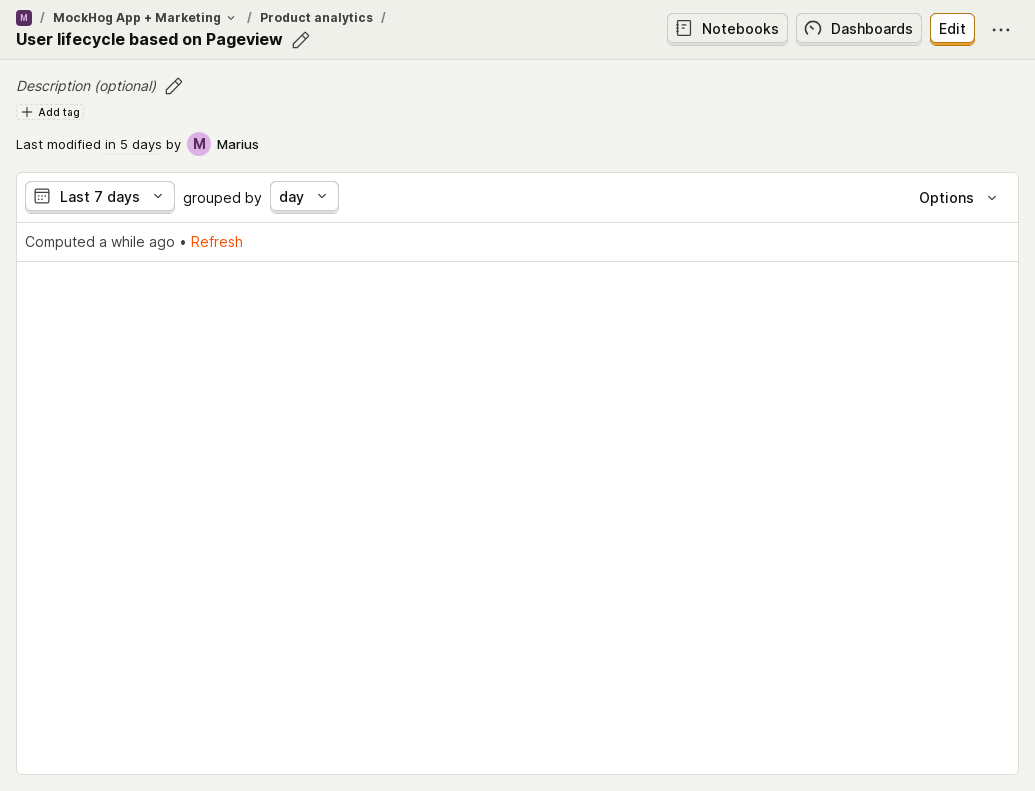 M / MockHog App + Marketing / Product analytics /
User lifecycle based on Pageview
Notebooks
Dashboards
Edit
Description (optional)
Add tag
Last modified in 5 days by M Marius
Last 7 days grouped by day
Options
Computed a while ago • Refresh